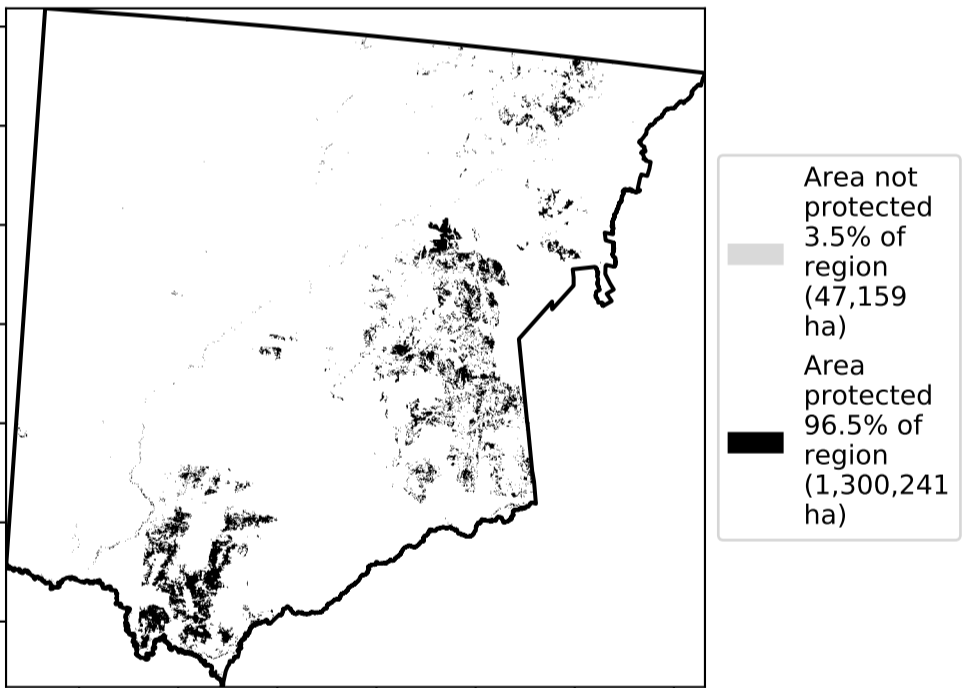 Area not
protected
3.5% of
region
(47,159
ha)
Area
protected
96.5% of
region
(1,300,241
ha)